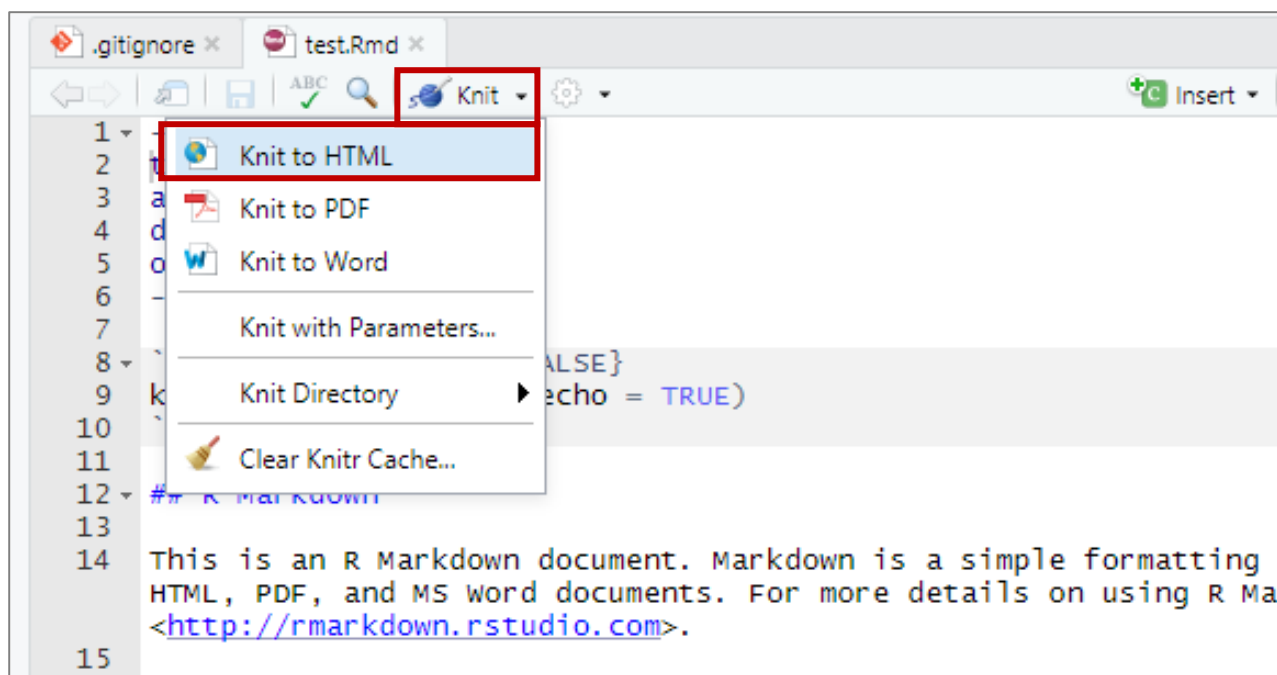 .gitignore × test.Rmd ×
ABC Knit Insert
1 -
2 t
3 a
4 d
5 o
6 -
7
8 ` ALSE}
9 k echo = TRUE)
10 `
11
12 ## R Markdown
13
14 This is an R Markdown document. Markdown is a simple formatting
HTML, PDF, and MS Word documents. For more details on using R Ma
<http://rmarkdown.rstudio.com>.
15
Knit to HTML
Knit to PDF
Knit to Word
Knit with Parameters...
Knit Directory
Clear Knitr Cache...